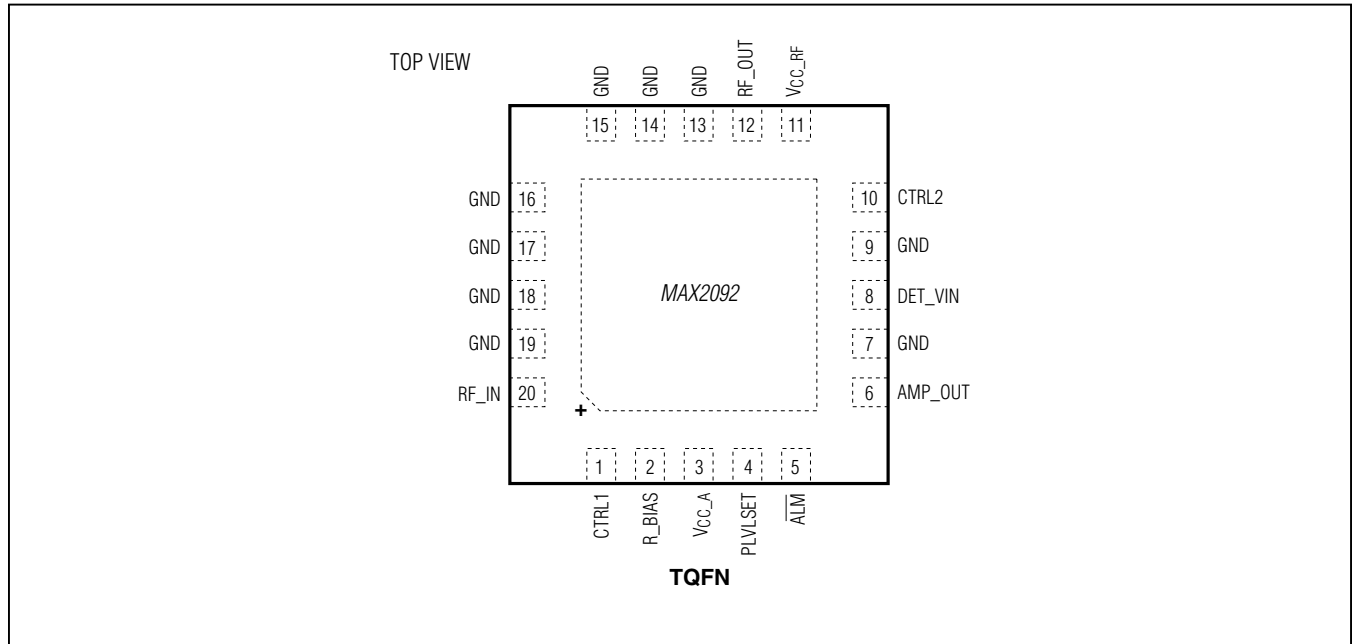 TOP VIEW
GND
GND
GND
RF_OUT
VCC_RF
15
14
13
12
11
GND 16
10 CTRL2
GND 17
9 GND
GND 18
MAX2092
8 DET_VIN
GND 19
7 GND
RF_IN 20
6 AMP_OUT
+
1
2
3
4
5
CTRL1
R_BIAS
VCC_A
PLVLSET
A̅L̅M̅
TQFN